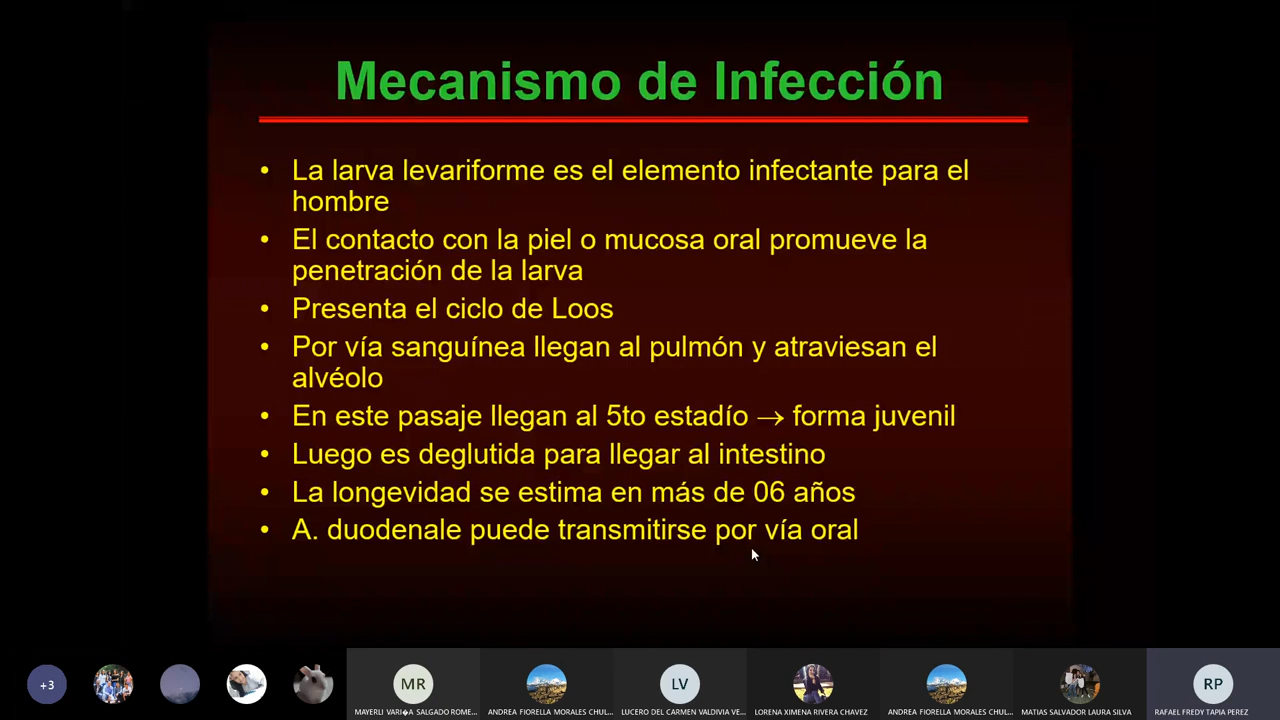 Mecanismo de Infección
• La larva levariforme es el elemento infectante para el
hombre
• El contacto con la piel o mucosa oral promueve la
penetración de la larva
• Presenta el ciclo de Loos
• Por vía sanguínea llegan al pulmón y atraviesan el
alvéolo
• En este pasaje llegan al 5to estadío → forma juvenil
• Luego es deglutida para llegar al intestino
• La longevidad se estima en más de 06 años
• A. duodenale puede transmitirse por vía oral
+3
MR
LV
RP
MAYERLI VARI�A SALGADO ROME...
ANDREA FIORELLA MORALES CHUL...
LUCERO DEL CARMEN VALDIVIA VE...
LORENA XIMENA RIVERA CHAVEZ
ANDREA FIORELLA MORALES CHUL...
MATIAS SALVADOR LAURA SILVA
RAFAEL FREDY TAPIA PEREZ